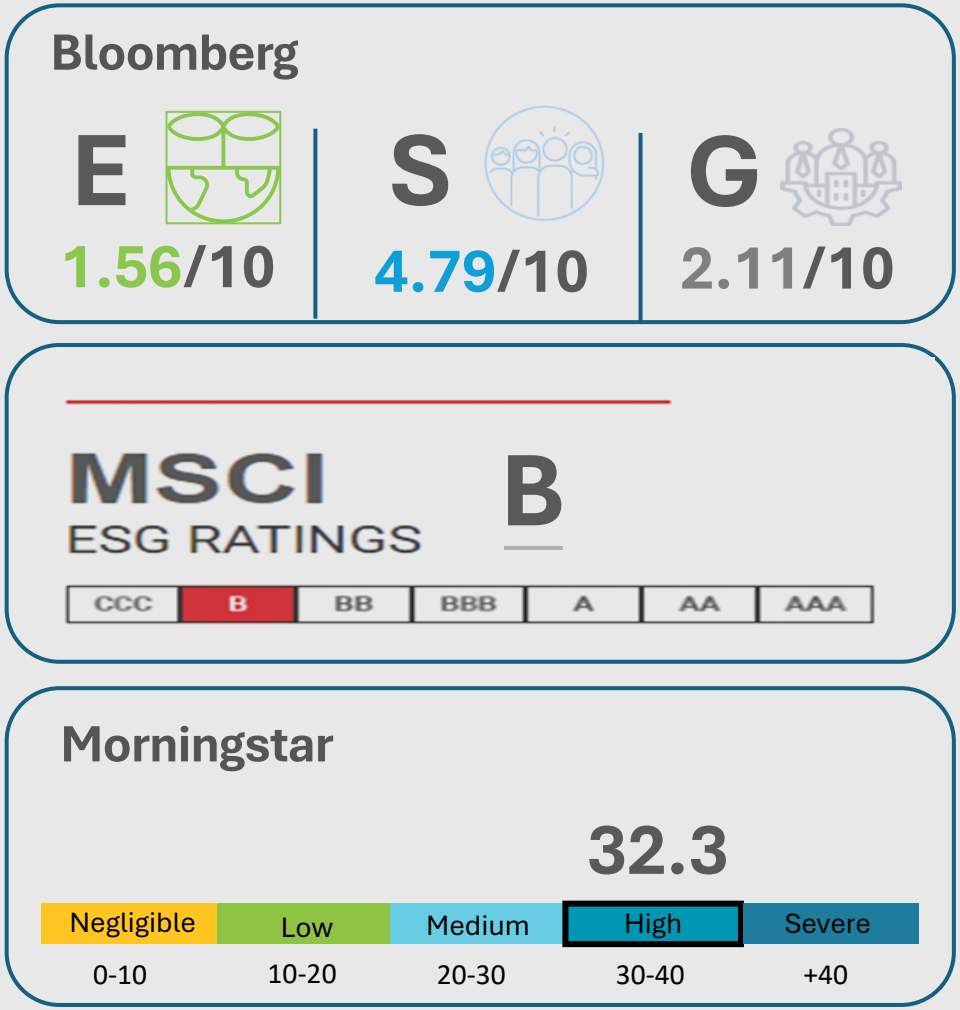 Bloomberg
E S G
1.56/10 4.79/10 2.11/10
MSCI
ESG RATINGS
B
CCC B BB BBB A AA AAA
Morningstar
32.3
Negligible Low Medium High Severe
0-10 10-20 20-30 30-40 +40